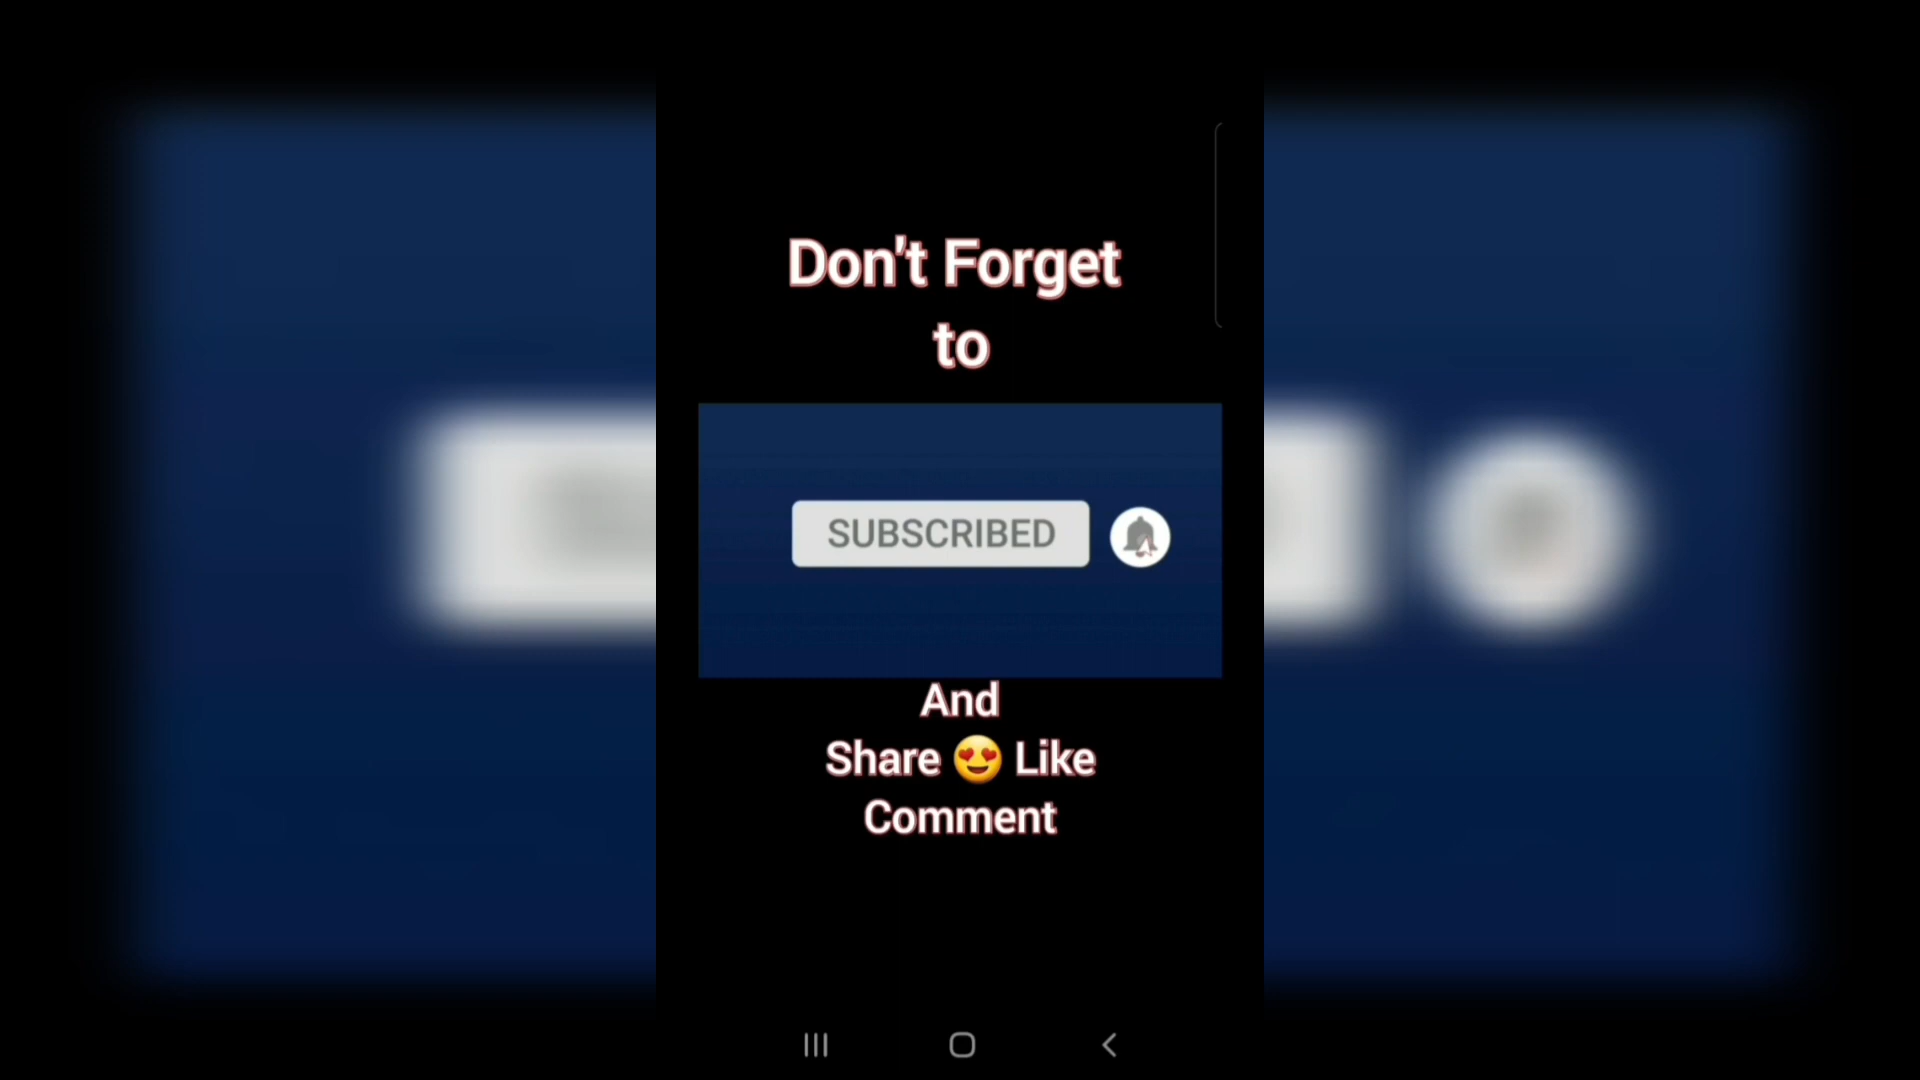 Don't Forget
to
SUBSCRIBED
And
Share 😍 Like
Comment